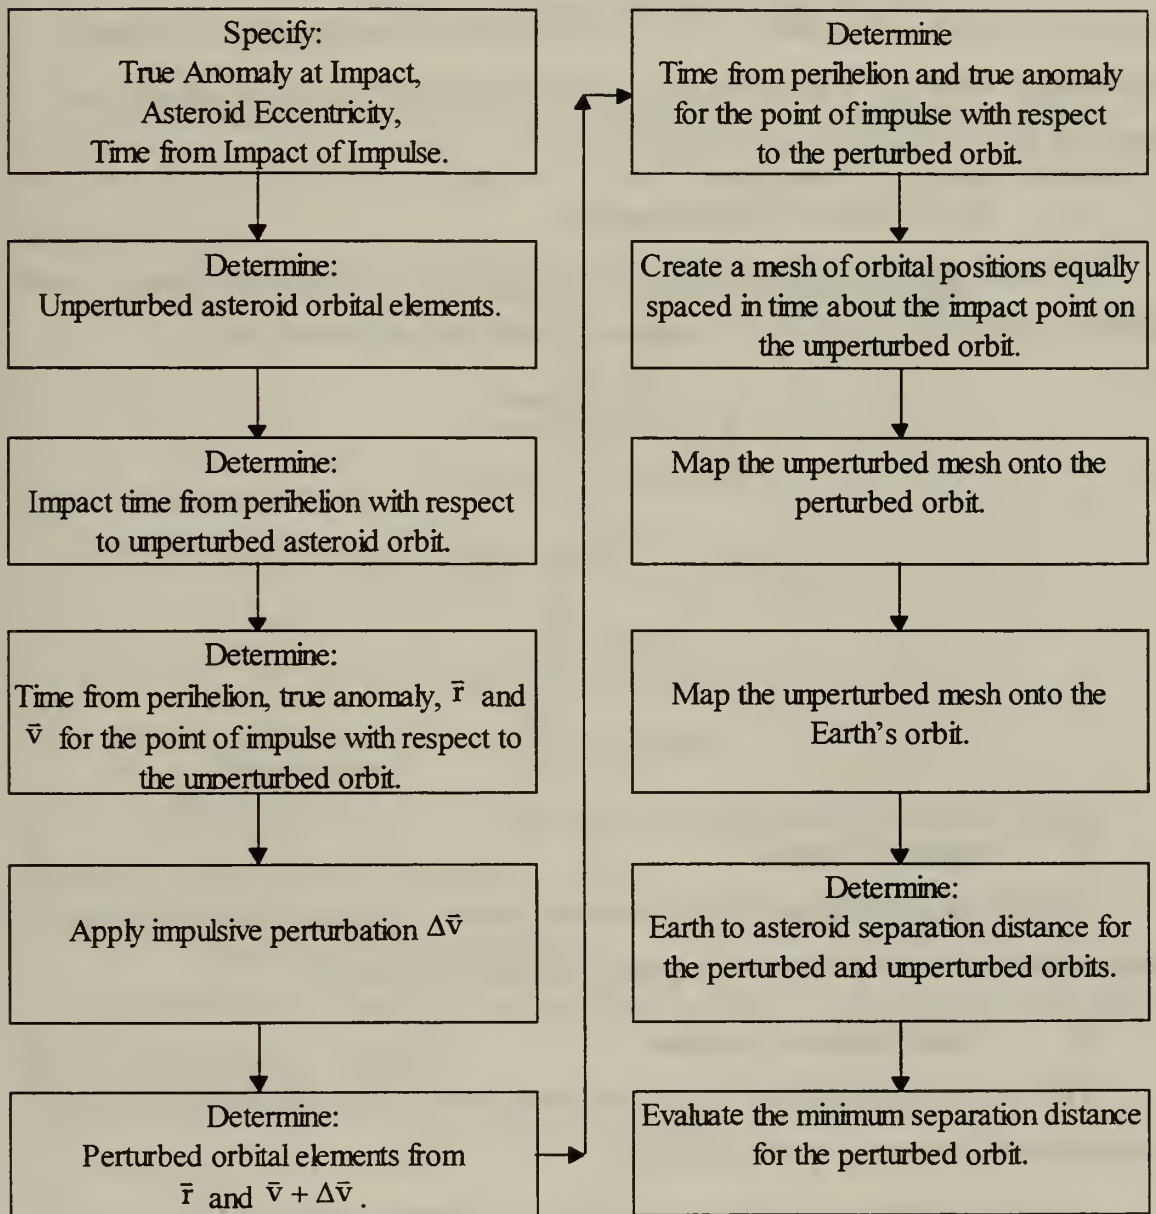 Specify:
True Anomaly at Impact,
Asteroid Eccentricity,
Time from Impact of Impulse.
Determine:
Unperturbed asteroid orbital elements.
Determine:
Impact time from perihelion with respect
to unperturbed asteroid orbit.
Determine:
Time from perihelion, true anomaly, r̄ and
v̄ for the point of impulse with respect to
the unperturbed orbit.
Apply impulsive perturbation Δv̄
Determine:
Perturbed orbital elements from
r̄ and v̄ + Δv̄.
Determine
Time from perihelion and true anomaly
for the point of impulse with respect
to the perturbed orbit.
Create a mesh of orbital positions equally
spaced in time about the impact point on
the unperturbed orbit.
Map the unperturbed mesh onto the
perturbed orbit.
Map the unperturbed mesh onto the
Earth's orbit.
Determine:
Earth to asteroid separation distance for
the perturbed and unperturbed orbits.
Evaluate the minimum separation distance
for the perturbed orbit.